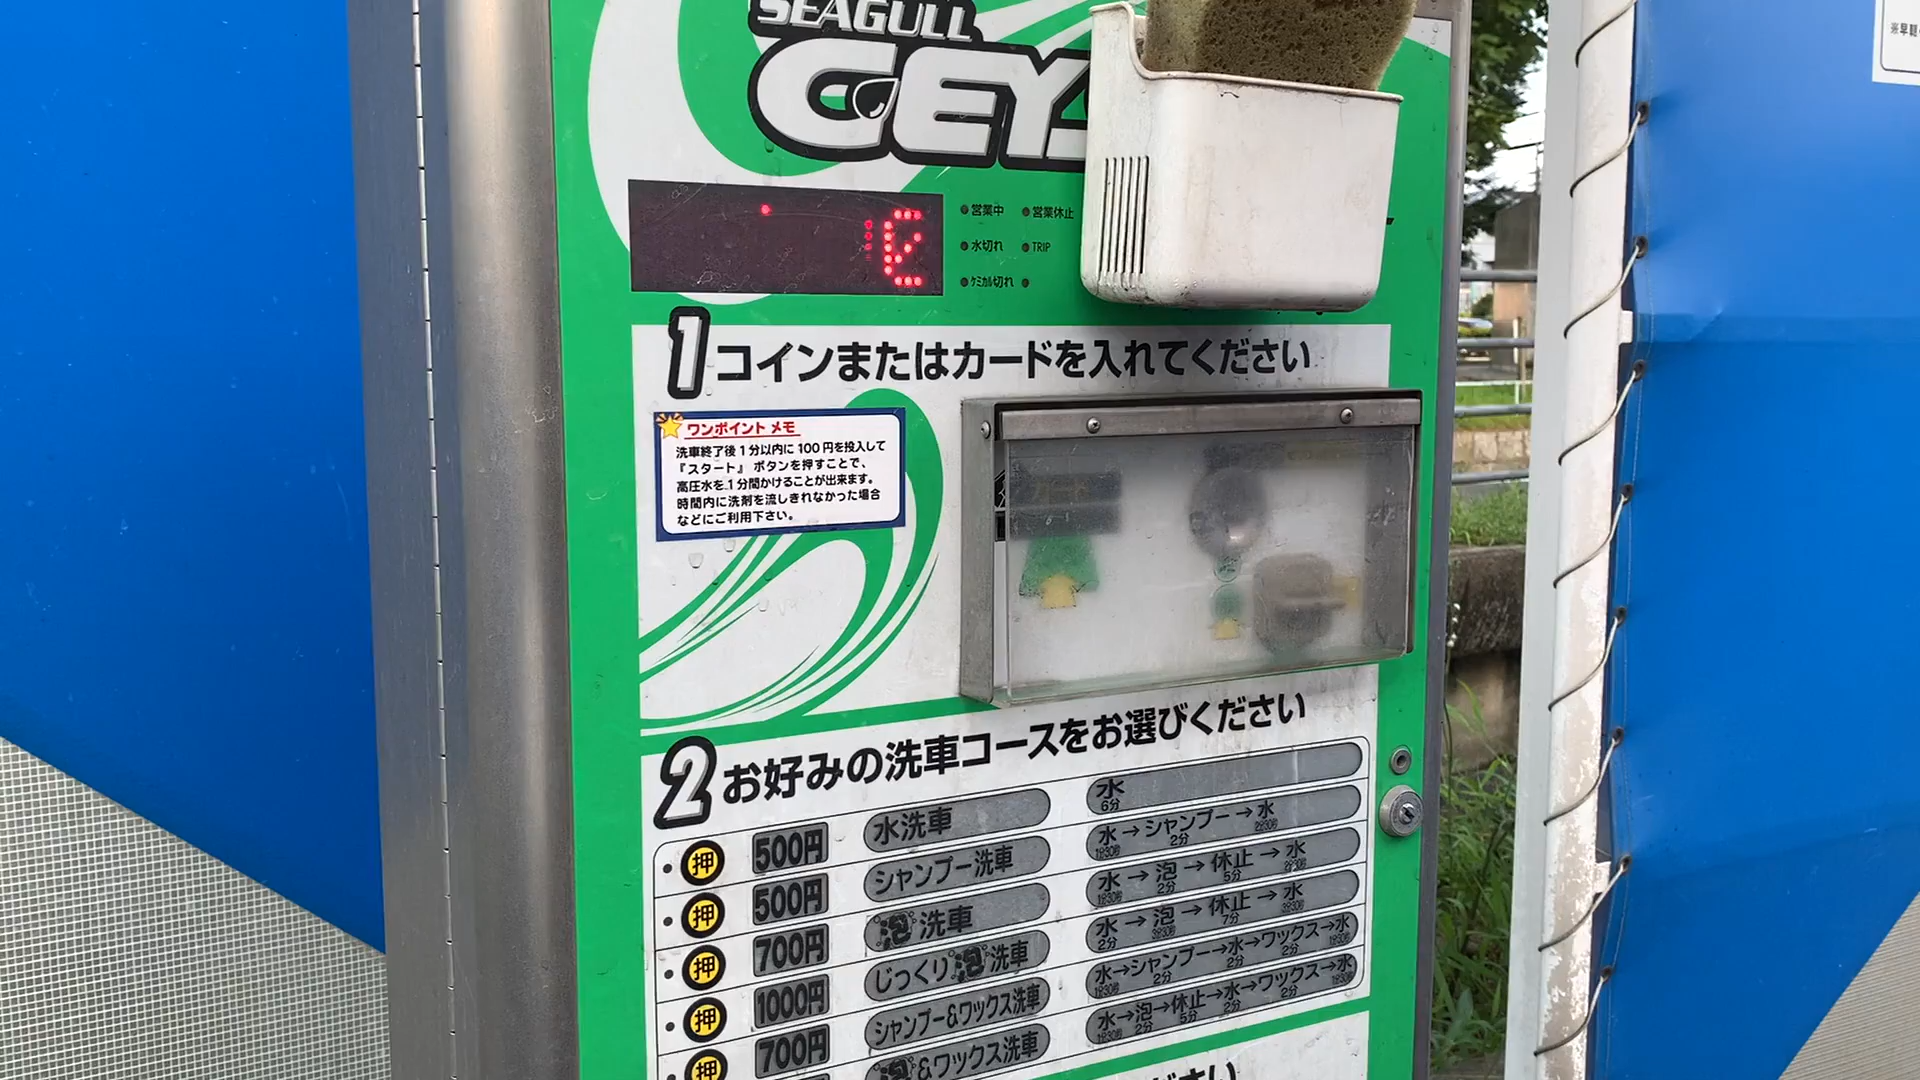 SEAGULL
営業中
営業休止
水切れ
TRIP
ケミカル切れ
1 コインまたはカードを入れてください
ワンポイント メモ
洗車終了後1分以内に100円を投入して
『スタート』 ボタンを押すことで、
高圧水を1分間かけることが出来ます。
時間内に洗剤を流しきれなかった場合
などにご利用下さい。
2 お好みの洗車コースをお選びください
押 500円 水洗車 水 6分
押 500円 シャンプー洗車 水→シャンプー→水 2分
押 700円 泡洗車 水→泡→休止→水 2分 5分
押 1000円 じっくり泡洗車 水→泡→休止→水 2分 7分
押 700円 シャンプー&ワックス洗車 水→シャンプー→水→ワックス→水 2分 2分 2分
泡&ワックス洗車 水→泡→休止→水→ワックス→水 2分 5分 2分 2分